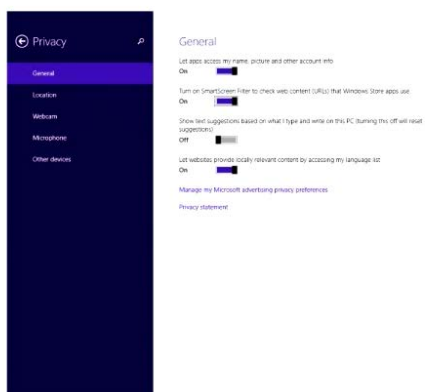 Privacy
General
Location
Webcam
Microphone
Other devices
General
Let apps access my name, picture and other account info
On
Turn on SmartScreen Filter to check web content (URLs) that Windows Store apps use
On
Show text suggestions based on what I type and write on this PC (turning this off will reset
suggestions)
Off
Let websites provide locally relevant content by accessing my language list
On
Manage my Microsoft advertising privacy preferences
Privacy statement